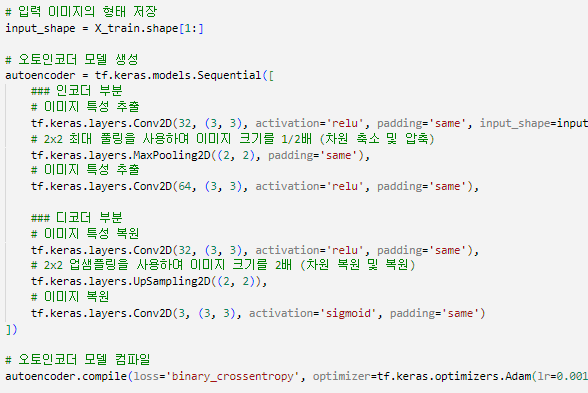 # 입력 이미지의 형태 저장
input_shape = X_train.shape[1:]

# 오토인코더 모델 생성
autoencoder = tf.keras.models.Sequential([
    ### 인코더 부분
    # 이미지 특성 추출
    tf.keras.layers.Conv2D(32, (3, 3), activation='relu', padding='same', input_shape=input
    # 2x2 최대 풀링을 사용하여 이미지 크기를 1/2배 (차원 축소 및 압축)
    tf.keras.layers.MaxPooling2D((2, 2), padding='same'),
    # 이미지 특성 추출
    tf.keras.layers.Conv2D(64, (3, 3), activation='relu', padding='same'),

    ### 디코더 부분
    # 이미지 특성 복원
    tf.keras.layers.Conv2D(32, (3, 3), activation='relu', padding='same'),
    # 2x2 업샘플링을 사용하여 이미지 크기를 2배 (차원 복원 및 복원)
    tf.keras.layers.UpSampling2D((2, 2)),
    # 이미지 복원
    tf.keras.layers.Conv2D(3, (3, 3), activation='sigmoid', padding='same')
])

# 오토인코더 모델 컴파일
autoencoder.compile(loss='binary_crossentropy', optimizer=tf.keras.optimizers.Adam(lr=0.001